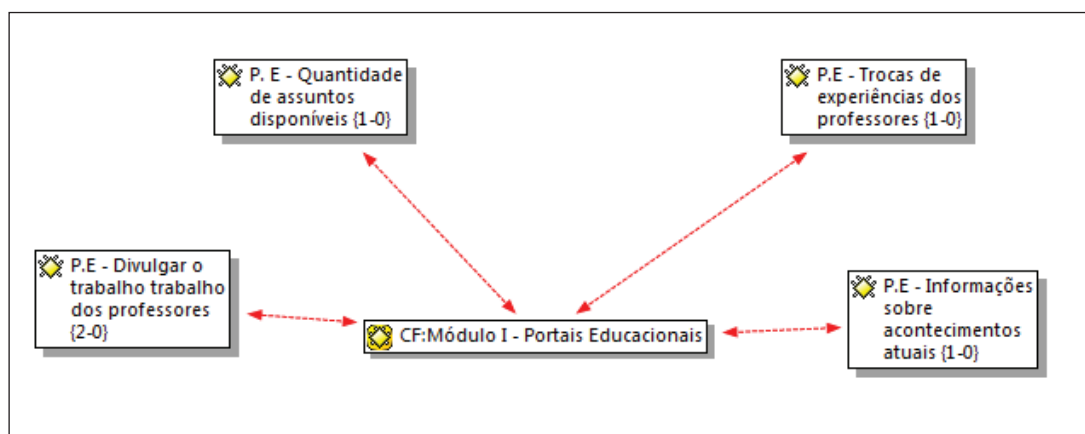 P. E - Quantidade
de assuntos
disponíveis {1-0}
P.E - Trocas de
experiências dos
professores {1-0}
P.E - Divulgar o
trabalho trabalho
dos professores
{2-0}
P.E - Informações
sobre
acontecimentos
atuais {1-0}
CF:Módulo I - Portais Educacionais